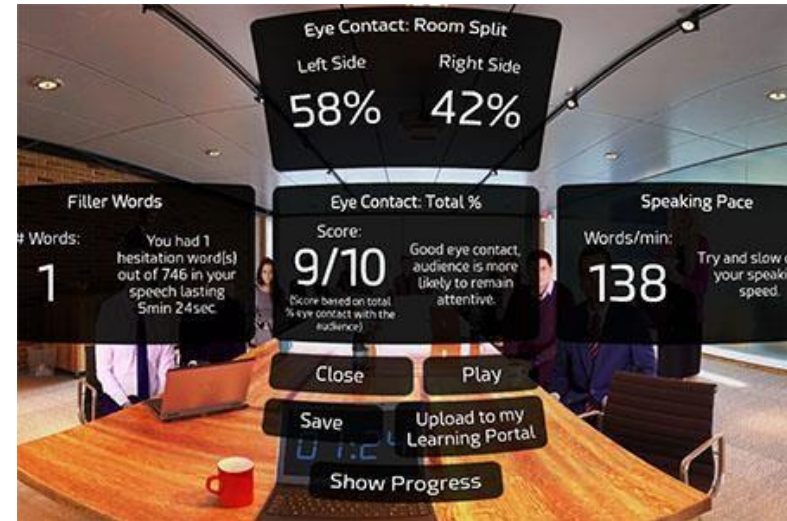 Eye Contact: Room Split
Left Side
Right Side
58%
42%
Filler Words
# Words:
1
You had 1
hesitation word(s)
out of 746 in your
speech lasting
5min 24sec.
Eye Contact: Total %
Score:
9/10
(Score based on total
% eye contact with the
audience)
Good eye contact,
audience is more
likely to remain
attentive.
Speaking Pace
Words/min:
138
Try and slow
your
speed.
Close
Play
Save
Upload to my
Learning Portal
Show Progress